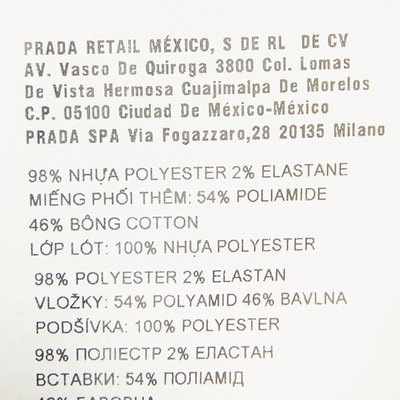 PRADA RETAIL MÉXICO, S DE RL DE CV
AV. Vasco De Quiroga 3800 Col. Lomas
De Vista Hermosa Cuajimalpa De Morelos
C.P. 05100 Ciudad De México-México
PRADA SPA Via Fogazzaro,28 20135 Milano
98% NHỰA POLYESTER 2% ELASTANE
MIẾNG PHỐI THÊM: 54% POLIAMIDE
46% BÔNG COTTON
LỚP LÓT: 100% NHỰA POLYESTER
98% POLYESTER 2% ELASTAN
VLOŽKY: 54% POLYAMID 46% BAVLNA
PODŠÍVKA: 100% POLYESTER
98% ПОЛІЕСТР 2% ЕЛАСТАН
ВСТАВКИ: 54% ПОЛІАМІД